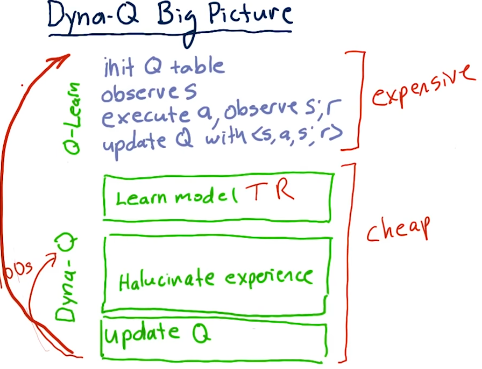 Dyna-Q Big Picture
Q-Learn
init Q table
observe s
execute a, observe s', r
update Q with <s, a, s', r>
expensive
Dyna-Q
Learn model T R
Halucinate experience
update Q
cheap
00s